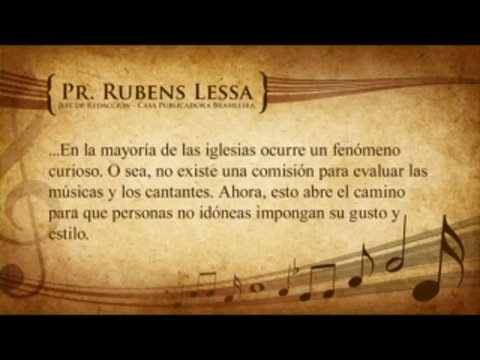 {PR. RUBENS LESSA}
JEFE DE REDACCIÓN - CASA PUBLICADORA BRASILEIRA
...En la mayoría de las iglesias ocurre un fenómeno
curioso. O sea, no existe una comisión para evaluar las
músicas y los cantantes. Ahora, esto abre el camino
para que personas no idóneas impongan su gusto y
estilo.